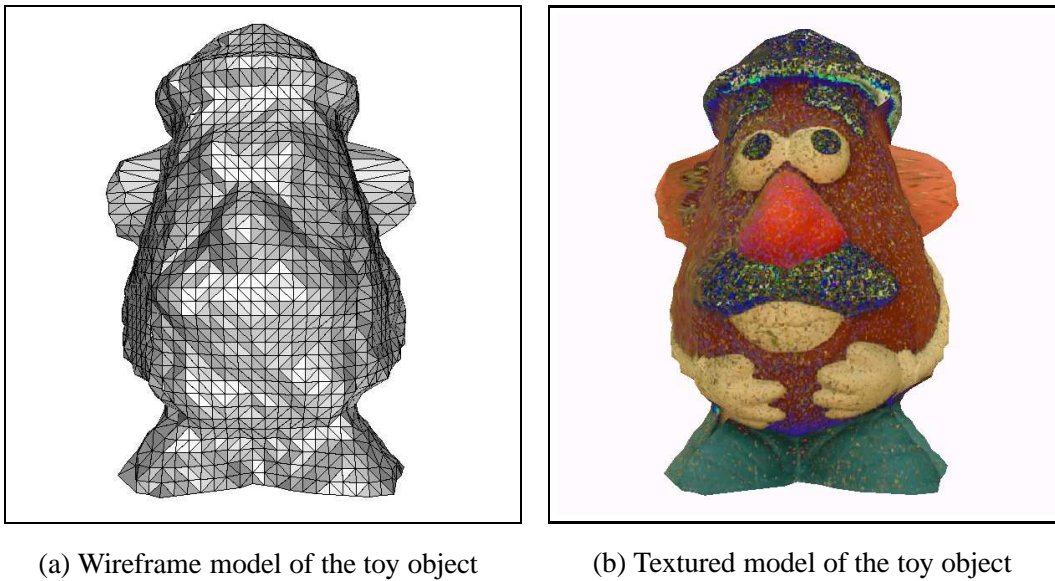 (a) Wireframe model of the toy object
(b) Textured model of the toy object